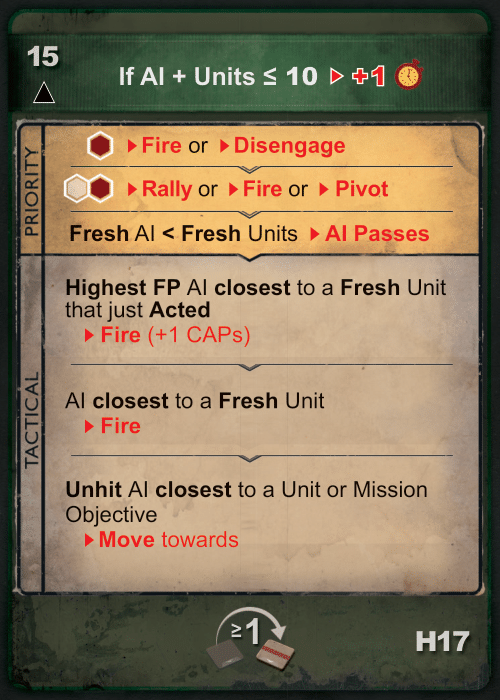 15
If AI + Units ≤ 10 ▶ +1
PRIORITY
▶Fire or ▶Disengage
▶Rally or ▶Fire or ▶Pivot
Fresh AI < Fresh Units ▶AI Passes
TACTICAL
Highest FP AI closest to a Fresh Unit
that just Acted
▶Fire (+1 CAPs)
AI closest to a Fresh Unit
▶Fire
Unhit AI closest to a Unit or Mission
Objective
▶Move towards
≥1
H17